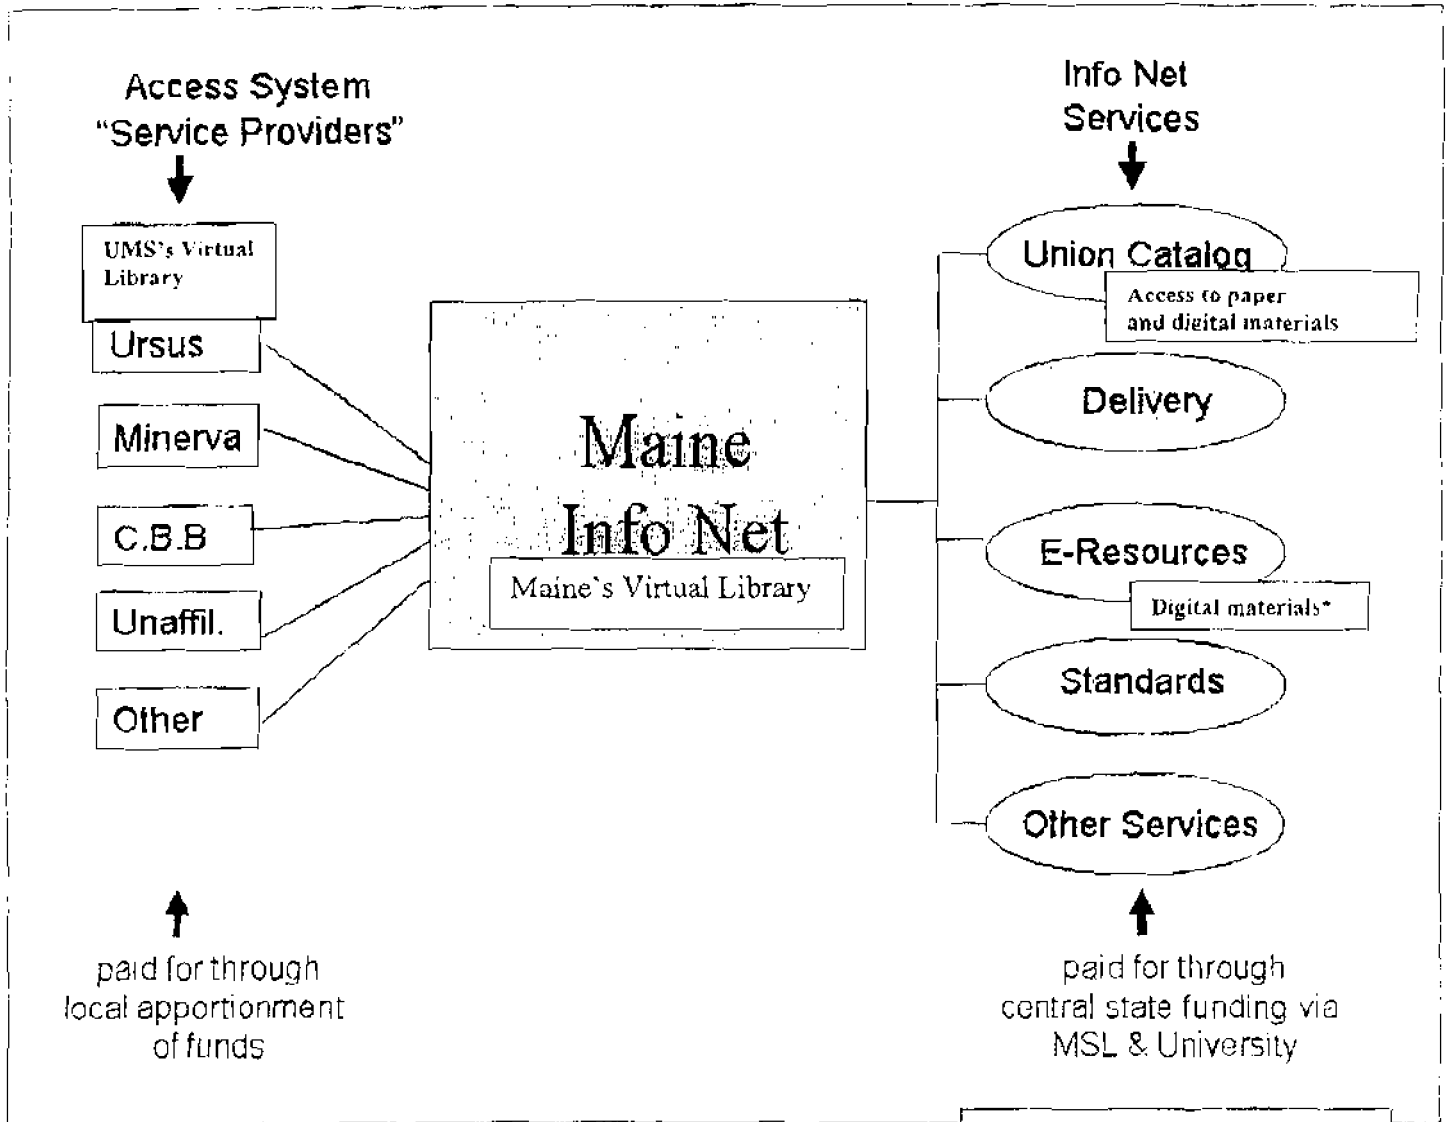 Access System
“Service Providers”
UMS's Virtual
Library
Ursus
Minerva
C.B.B
Unaffil.
Other
Maine
Info Net
Maine's Virtual Library
Info Net
Services
Union Catalog
Access to paper
and digital materials
Delivery
E-Resources
Digital materials*
Standards
Other Services
paid for through
local apportionment
of funds
paid for through
central state funding via
MSL & University